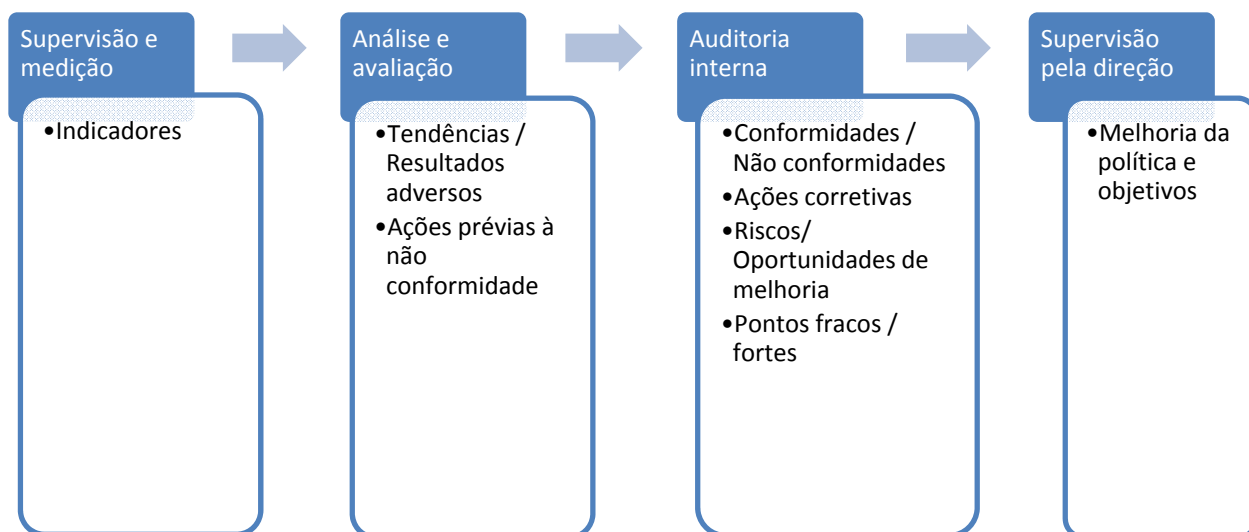 Supervisão e
medição
•Indicadores
Análise e
avaliação
•Tendências /
Resultados
adversos
•Ações prévias à
não
conformidade
Auditoria
interna
•Conformidades /
Não conformidades
•Ações corretivas
•Riscos/
Oportunidades de
melhoria
•Pontos fracos /
fortes
Supervisão
pela direção
•Melhoria da
política e
objetivos